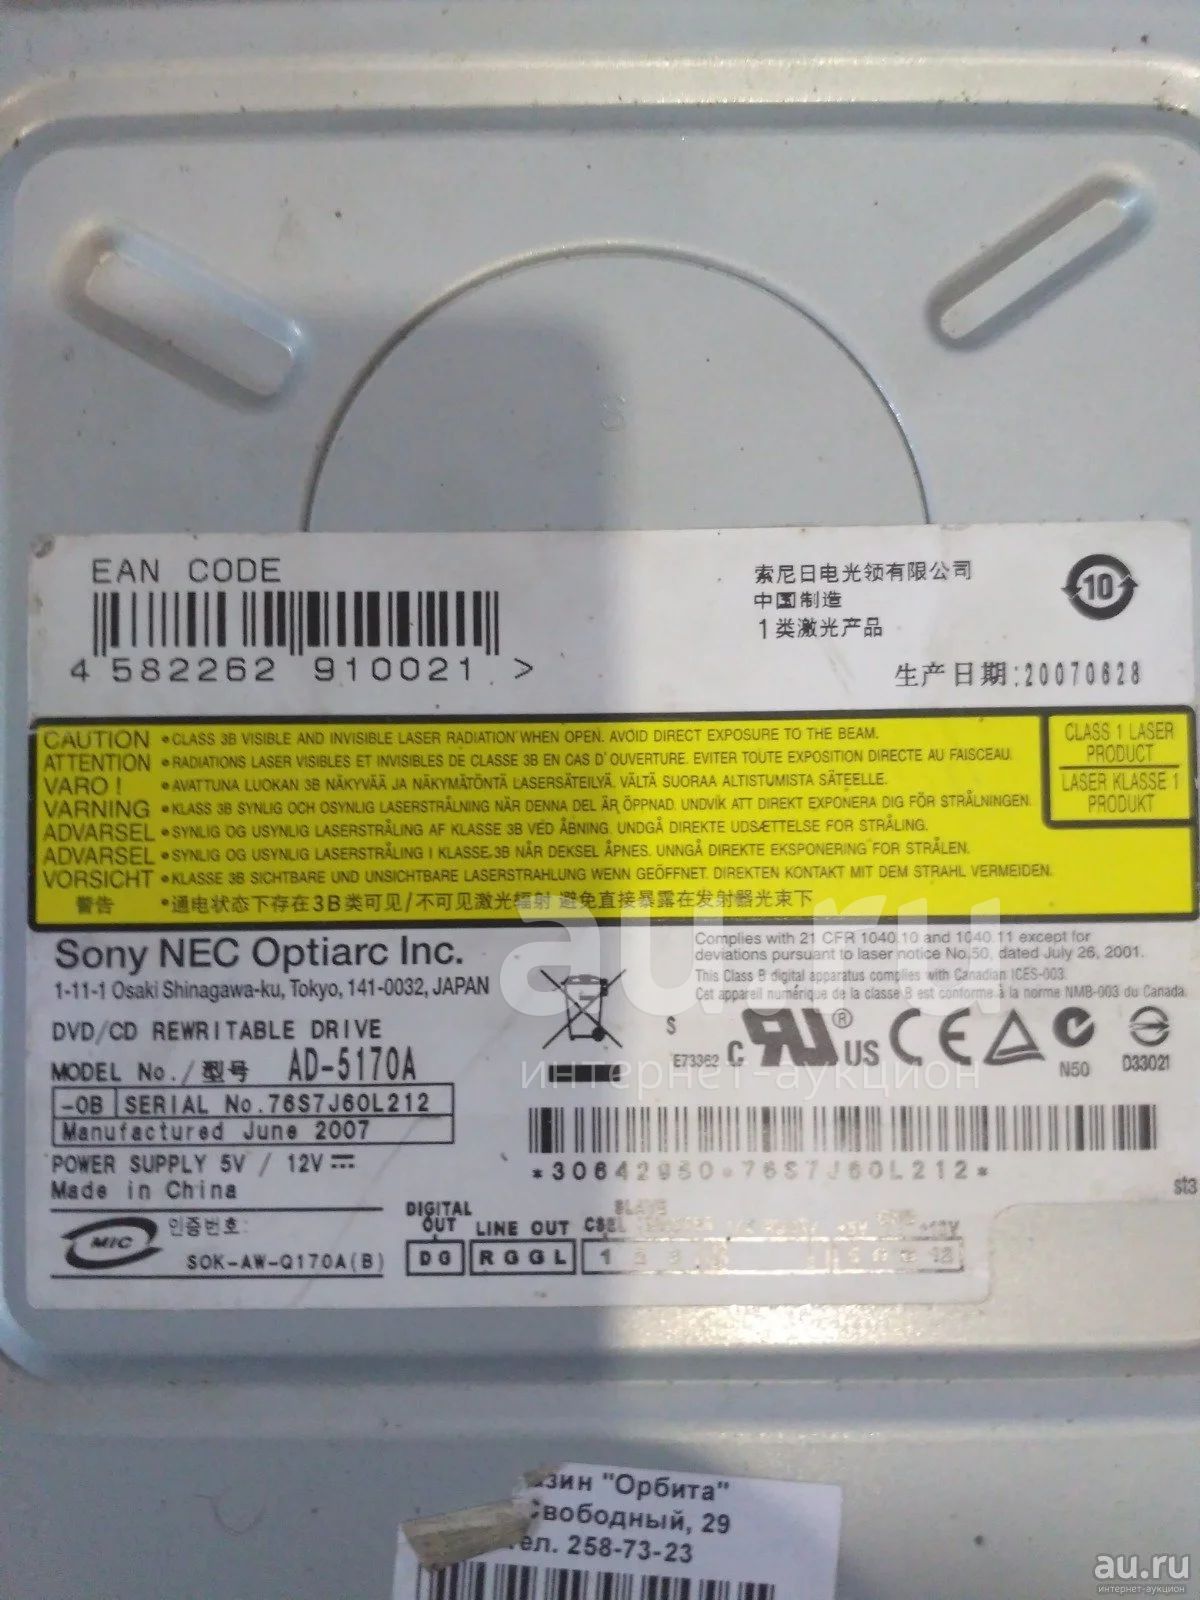 EAN CODE
4 582262 910021 >
索尼日电光领有限公司
中国制造
1类激光产品
10
生产日期:20070628
CAUTION •CLASS 3B VISIBLE AND INVISIBLE LASER RADIATION WHEN OPEN. AVOID DIRECT EXPOSURE TO THE BEAM.
ATTENTION •RADIATIONS LASER VISIBLES ET INVISIBLES DE CLASSE 3B EN CAS D'OUVERTURE. EVITER TOUTE EXPOSITION DIRECTE AU FAISCEAU.
VARO! •AVATTUNA LUOKAN 3B NÄKYVÄÄ JA NÄKYMÄTÖNTÄ LASERSÄTEILYÄ. VÄLTÄ SUORAA ALTISTUMISTA SÄTEELLE.
VARNING •KLASS 3B SYNLIG OCH OSYNLIG LASERSTRÅLNING NÄR DENNA DEL ÄR ÖPPNAD. UNDVIK ATT DIREKT EXPONERA DIG FÖR STRÅLNINGEN.
ADVARSEL •SYNLIG OG USYNLIG LASERSTRÅLING AF KLASSE 3B VED ÅBNING. UNDGÅ DIREKTE UDSÆTTELSE FOR STRÅLING.
ADVARSEL •SYNLIG OG USYNLIG LASERSTRÅLING I KLASSE 3B NÅR DEKSEL ÅPNES. UNNGÅ DIREKTE EKSPONERING FOR STRÅLEN.
VORSICHT •KLASSE 3B SICHTBARE UND UNSICHTBARE LASERSTRAHLUNG WENN GEÖFFNET. DIREKTEN KONTAKT MIT DEM STRAHL VERMEIDEN.
警告 •通电状态下存在3B类可见/不可见激光辐射 避免直接暴露在发射器光束下
CLASS 1 LASER
PRODUCT
LASER KLASSE 1
PRODUKT
Sony NEC Optiarc Inc.
1-11-1 Osaki Shinagawa-ku, Tokyo, 141-0032, JAPAN
DVD/CD REWRITABLE DRIVE
MODEL No./型号 AD-5170A
-0B SERIAL No.76S7J60L212
Manufactured June 2007
POWER SUPPLY 5V / 12V
Made in China
MIC 인증번호:
SOK-AW-Q170A(B)
Complies with 21 CFR 1040.10 and 1040.11 except for
deviations pursuant to laser notice No.50, dated July 26, 2001.
This Class B digital apparatus complies with Canadian ICES-003.
Cet appareil numérique de la classe B est conforme à la norme NMB-003 du Canada.
S
E73362 C US CE N50 D33021
*30642950*76S7J60L212*
st3
DIGITAL
OUT LINE OUT CSEL
SLAVE
DG RGGL 1
азин "Орбита"
Свободный, 29
тел. 258-73-23
au.ru
интернет-аукцион
au.ru
интернет-аукцион